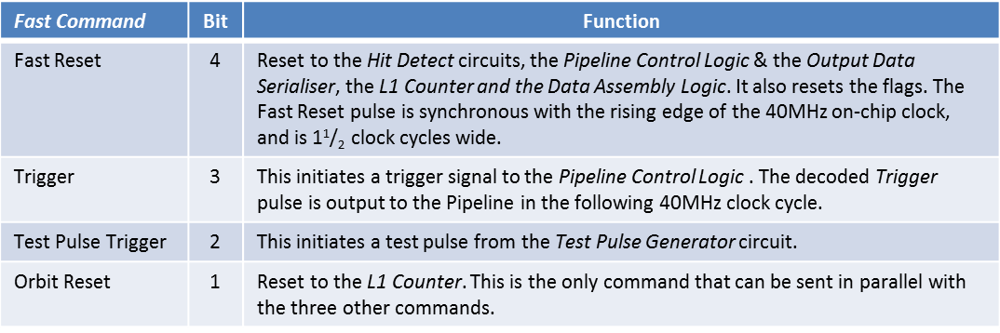 Fast Command Bit Function
Fast Reset 4 Reset to the Hit Detect circuits, the Pipeline Control Logic & the Output Data
Serialiser, the L1 Counter and the Data Assembly Logic. It also resets the flags. The
Fast Reset pulse is synchronous with the rising edge of the 40MHz on-chip clock,
and is 1 1/2 clock cycles wide.
Trigger 3 This initiates a trigger signal to the Pipeline Control Logic . The decoded Trigger
pulse is output to the Pipeline in the following 40MHz clock cycle.
Test Pulse Trigger 2 This initiates a test pulse from the Test Pulse Generator circuit.
Orbit Reset 1 Reset to the L1 Counter. This is the only command that can be sent in parallel with
the three other commands.